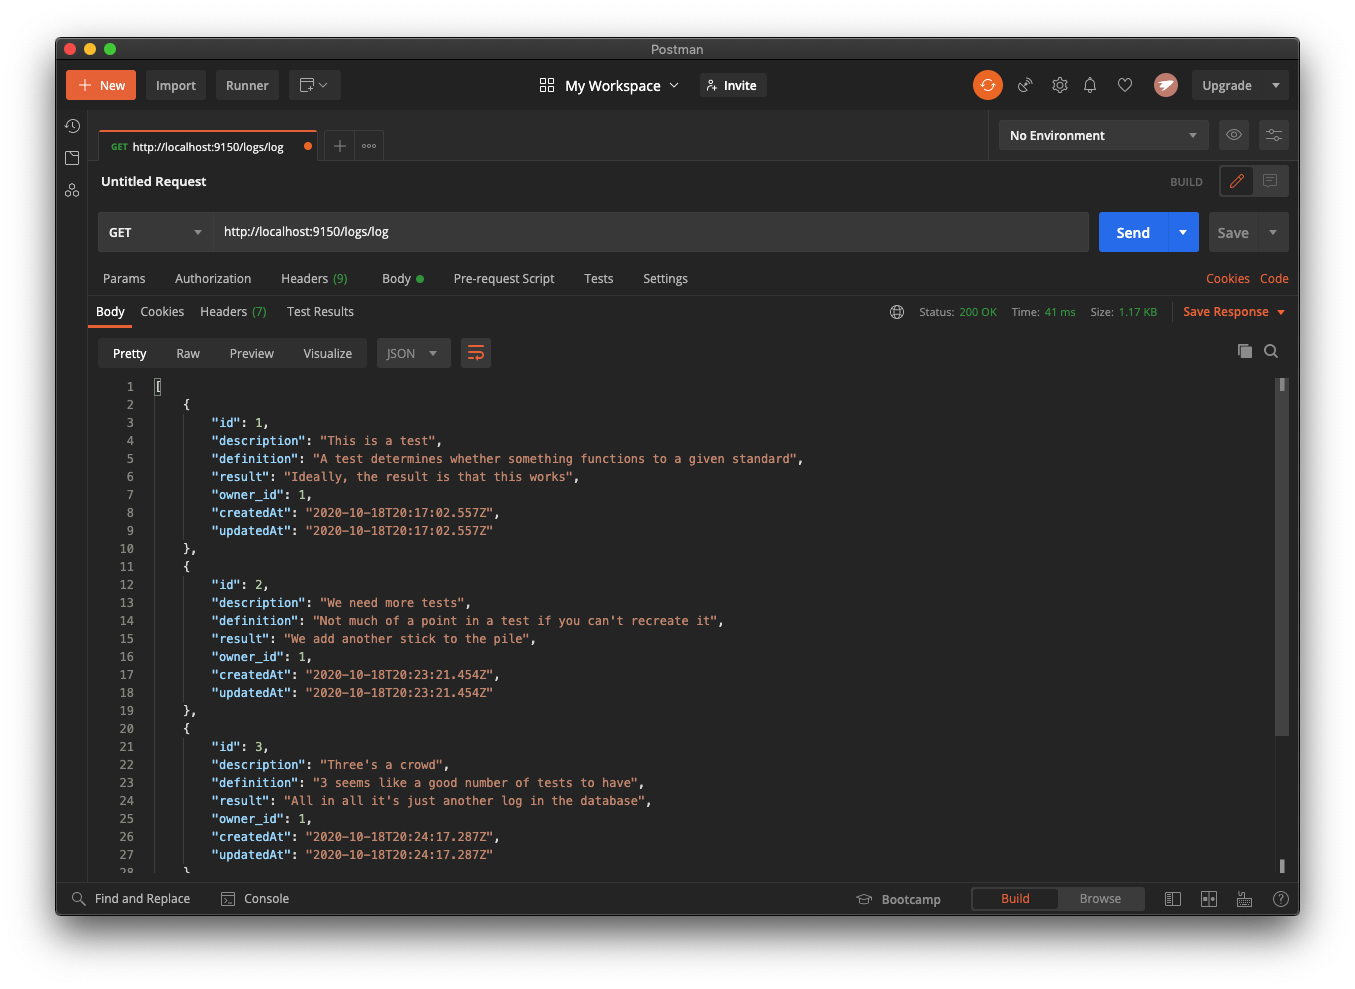 Postman
New Import Runner My Workspace Invite Upgrade
GET http://localhost:9150/logs/log No Environment
Untitled Request BUILD
GET http://localhost:9150/logs/log Send Save
Params Authorization Headers (9) Body Pre-request Script Tests Settings Cookies Code
Body Cookies Headers (7) Test Results Status: 200 OK Time: 41 ms Size: 1.17 KB Save Response
Pretty Raw Preview Visualize JSON
1 [
2 {
3 "id": 1,
4 "description": "This is a test",
5 "definition": "A test determines whether something functions to a given standard",
6 "result": "Ideally, the result is that this works",
7 "owner_id": 1,
8 "createdAt": "2020-10-18T20:17:02.557Z",
9 "updatedAt": "2020-10-18T20:17:02.557Z"
10 },
11 {
12 "id": 2,
13 "description": "We need more tests",
14 "definition": "Not much of a point in a test if you can't recreate it",
15 "result": "We add another stick to the pile",
16 "owner_id": 1,
17 "createdAt": "2020-10-18T20:23:21.454Z",
18 "updatedAt": "2020-10-18T20:23:21.454Z"
19 },
20 {
21 "id": 3,
22 "description": "Three's a crowd",
23 "definition": "3 seems like a good number of tests to have",
24 "result": "All in all it's just another log in the database",
25 "owner_id": 1,
26 "createdAt": "2020-10-18T20:24:17.287Z",
27 "updatedAt": "2020-10-18T20:24:17.287Z"
28 }
Find and Replace Console Bootcamp Build Browse